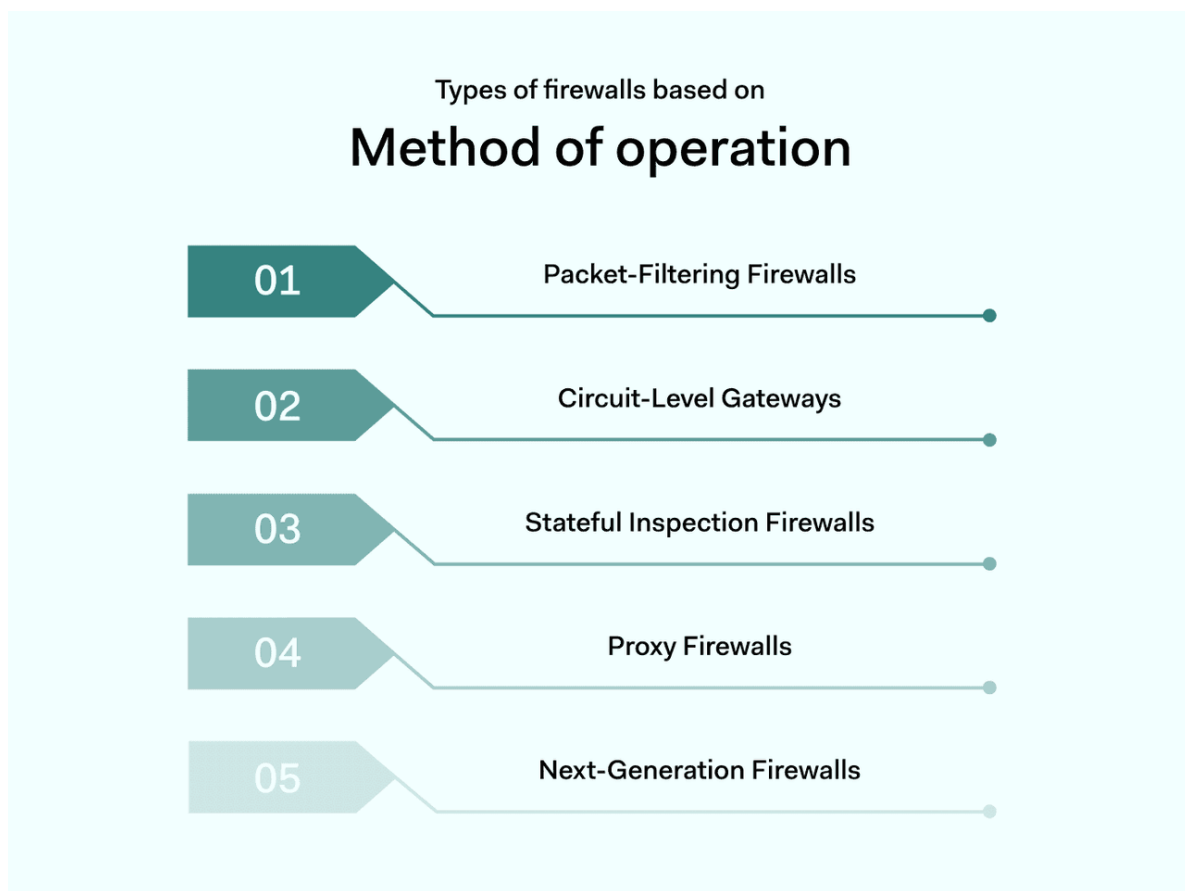 Types of firewalls based on
Method of operation
01
Packet-Filtering Firewalls
02
Circuit-Level Gateways
03
Stateful Inspection Firewalls
04
Proxy Firewalls
05
Next-Generation Firewalls